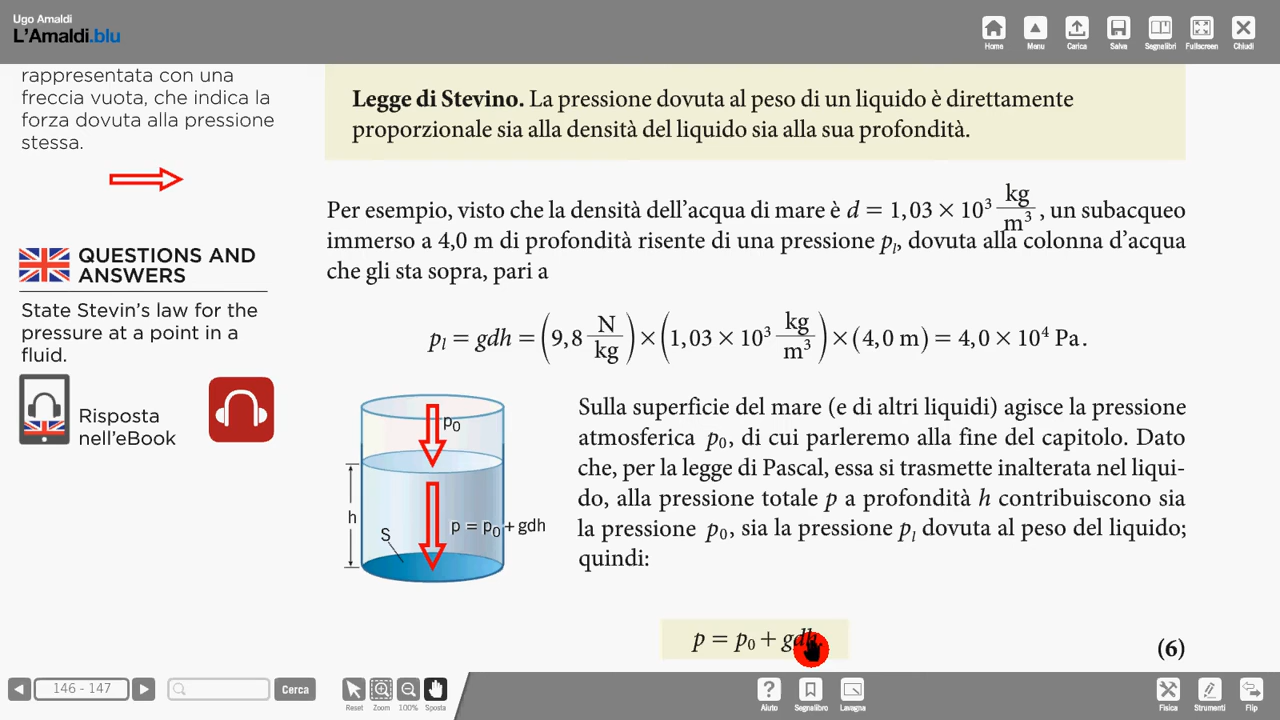 Ugo Amaldi
L'Amaldi.blu
Home
Menu
Carica
Salva
Segnalibri
Fullscreen
Chiudi
rappresentata con una
freccia vuota, che indica la
forza dovuta alla pressione
stessa.
QUESTIONS AND
ANSWERS
State Stevin's law for the
pressure at a point in a
fluid.
Risposta
nell'eBook
Legge di Stevino. La pressione dovuta al peso di un liquido è direttamente
proporzionale sia alla densità del liquido sia alla sua profondità.
Per esempio, visto che la densità dell'acqua di mare è d = 1,03 × 10³ kg/m³, un subacqueo
immerso a 4,0 m di profondità risente di una pressione pₗ, dovuta alla colonna d'acqua
che gli sta sopra, pari a
pₗ = gdh = (9,8 N/kg) × (1,03 × 10³ kg/m³) × (4,0 m) = 4,0 × 10⁴ Pa.
p₀
h
S
p = p₀ + gdh
Sulla superficie del mare (e di altri liquidi) agisce la pressione
atmosferica p₀, di cui parleremo alla fine del capitolo. Dato
che, per la legge di Pascal, essa si trasmette inalterata nel liqui-
do, alla pressione totale p a profondità h contribuiscono sia
la pressione p₀, sia la pressione pₗ dovuta al peso del liquido;
quindi:
p = p₀ + gdh
(6)
146 - 147
Cerca
Reset
Zoom
100%
Sposta
Aiuto
Segnalibro
Lavagna
Fisica
Strumenti
Flip